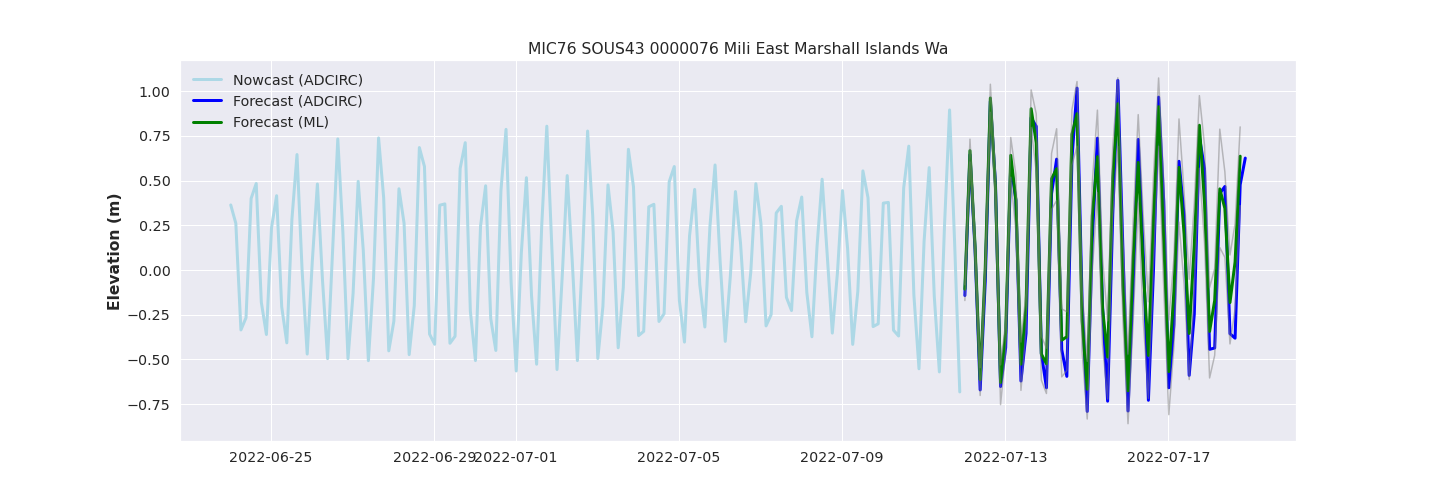 MIC76 SOUS43 0000076 Mili East Marshall Islands Wa
Nowcast (ADCIRC)
Forecast (ADCIRC)
Forecast (ML)
Elevation (m)
1.00
0.75
0.50
0.25
0.00
−0.25
−0.50
−0.75
2022-06-25 2022-06-29 2022-07-01 2022-07-05 2022-07-09 2022-07-13 2022-07-17